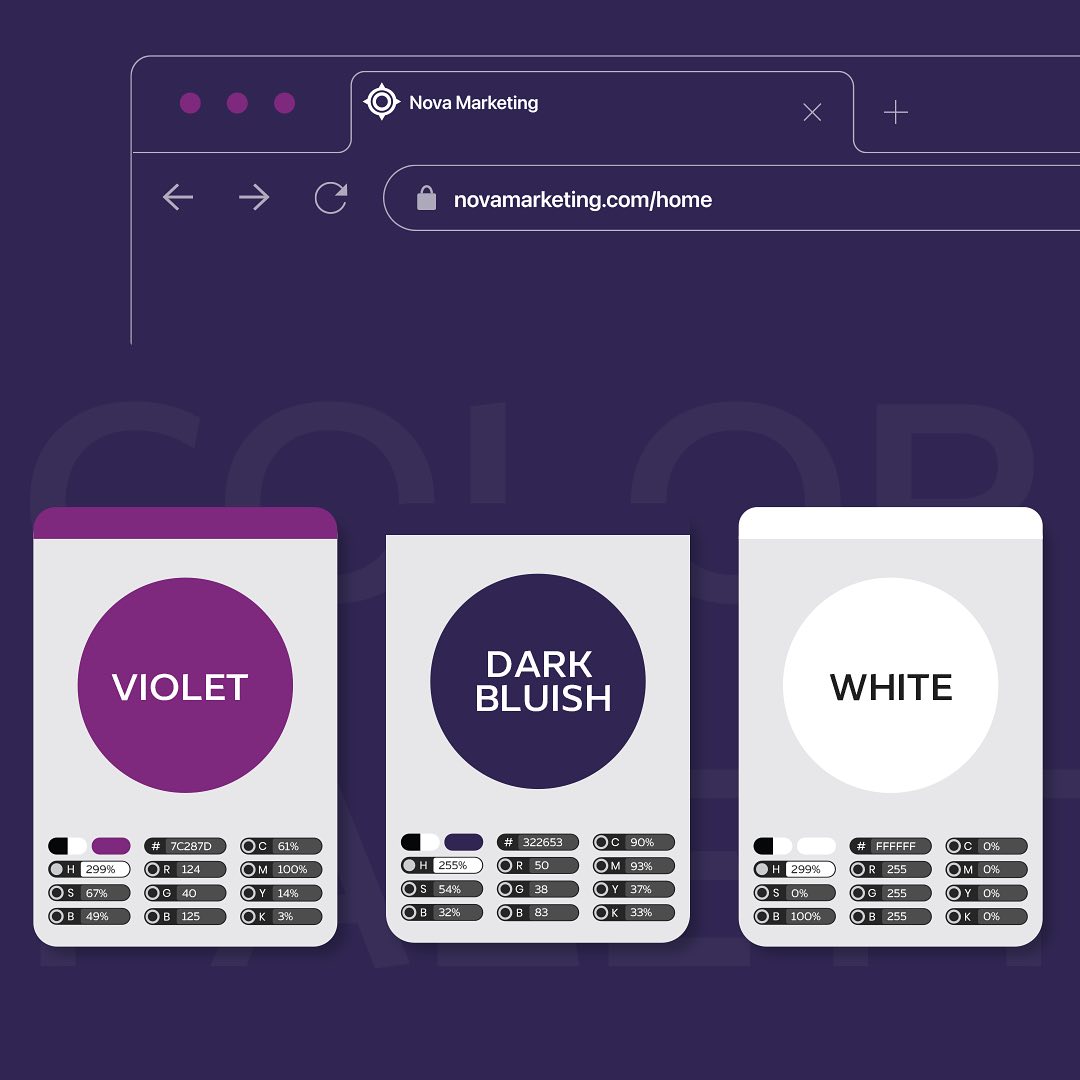 Nova Marketing
novamarketing.com/home
COLOR
PALETT
VIOLET
# 7C287D
C 61%
H 299%
R 124
M 100%
S 67%
G 40
Y 14%
B 49%
B 125
K 3%
DARK
BLUISH
# 322653
C 90%
H 255%
R 50
M 93%
S 54%
G 38
Y 37%
B 32%
B 83
K 33%
WHITE
# FFFFFF
C 0%
H 299%
R 255
M 0%
S 0%
G 255
Y 0%
B 100%
B 255
K 0%